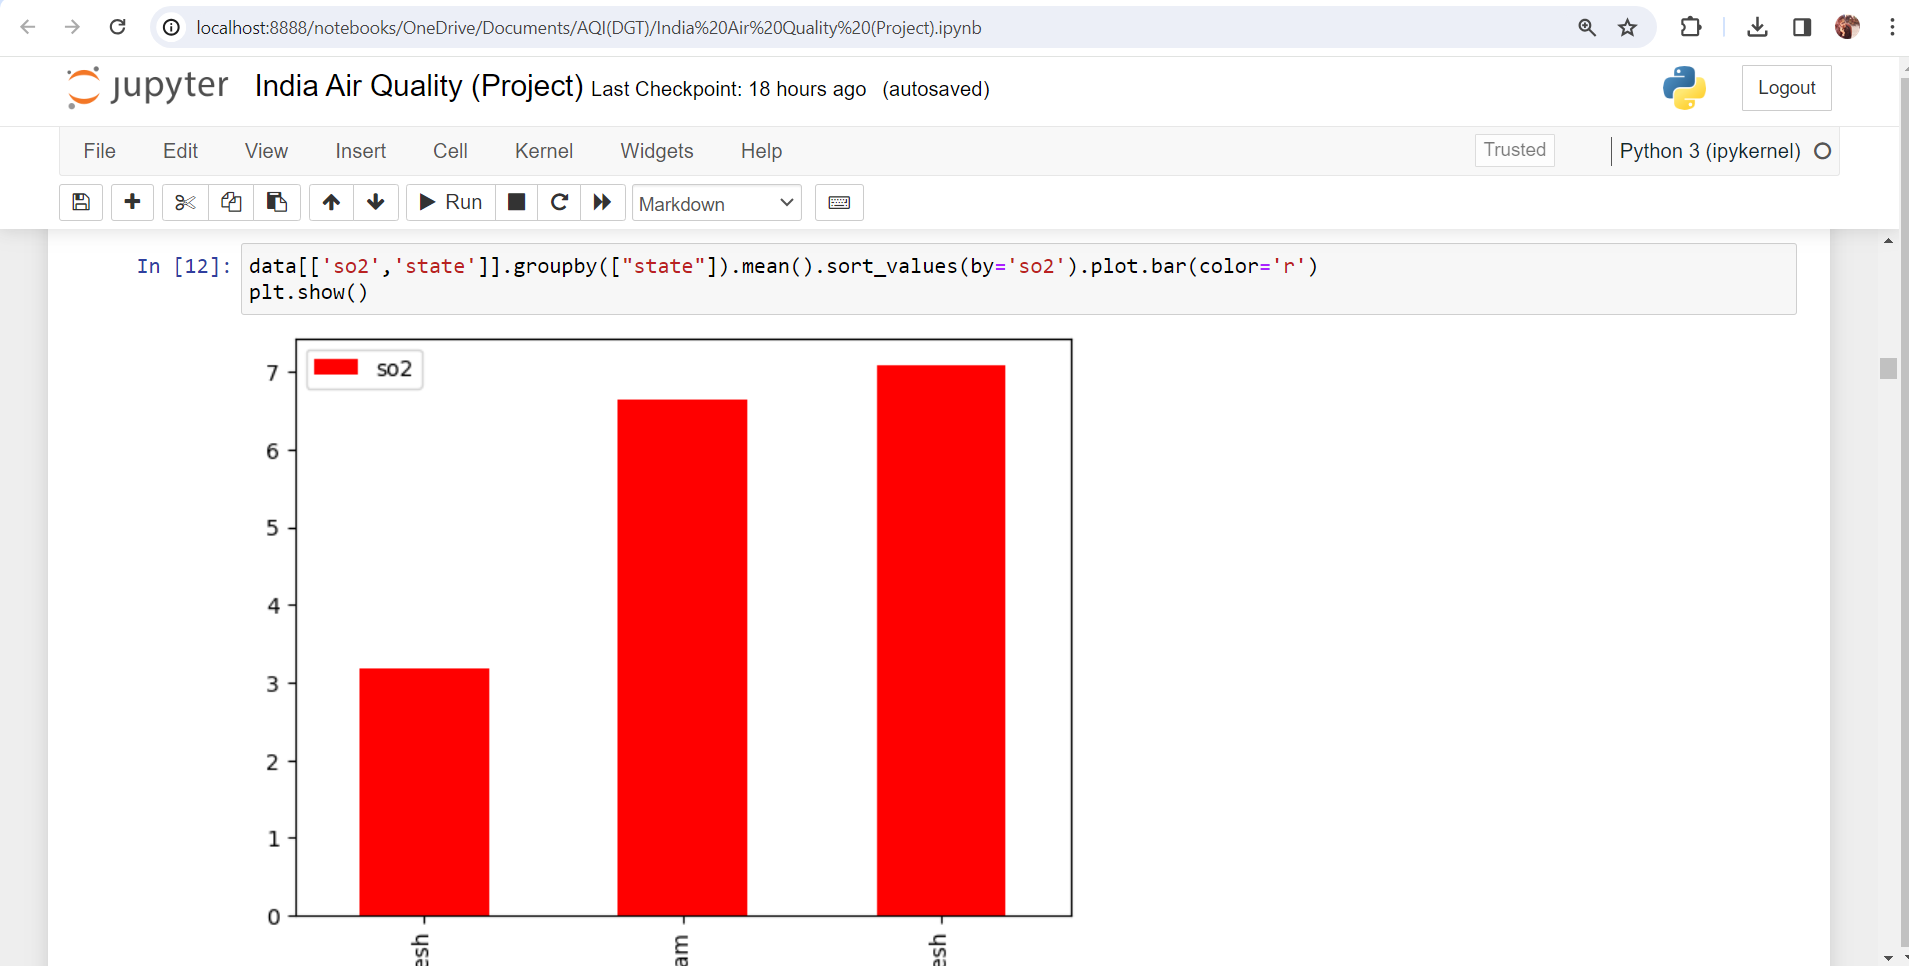 localhost:8888/notebooks/OneDrive/Documents/AQI(DGT)/India%20Air%20Quality%20(Project).ipynb
jupyter India Air Quality (Project) Last Checkpoint: 18 hours ago (autosaved)
Logout
File Edit View Insert Cell Kernel Widgets Help
Trusted
Python 3 (ipykernel)
Run
Markdown
In [12]: data[['so2','state']].groupby(["state"]).mean().sort_values(by='so2').plot.bar(color='r')
plt.show()
so2
7
6
5
4
3
2
1
0
esh
am
esh